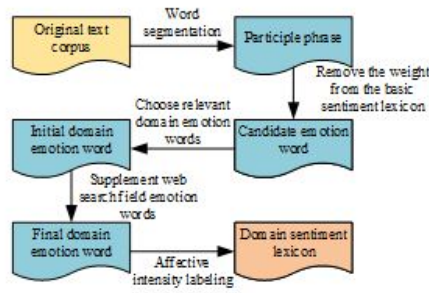 Original text
corpus
Word
segmentation
Participle phrase
Remove the weight
from the basic
sentiment lexicon
Candidate emotion
word
Choose relevant
domain emotion
words
Initial domain
emotion word
Supplement web
search field emotion
words
Final domain
emotion word
Affective
intensity labeling
Domain sentiment
lexicon